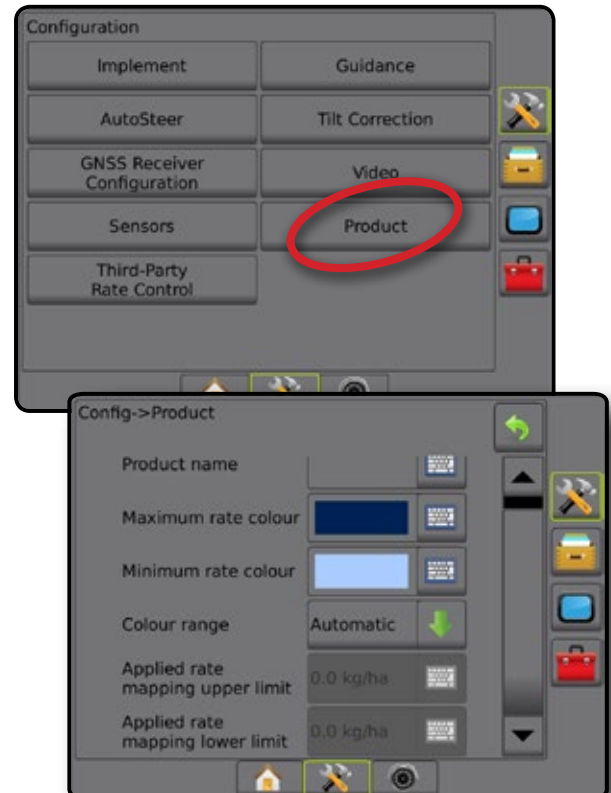 Configuration
Implement
Guidance
AutoSteer
Tilt Correction
GNSS Receiver
Configuration
Video
Sensors
Product
Third-Party
Rate Control
Config->Product
Product name
Maximum rate colour
Minimum rate colour
Colour range
Automatic
Applied rate
mapping upper limit
0.0 kg/ha
Applied rate
mapping lower limit
0.0 kg/ha